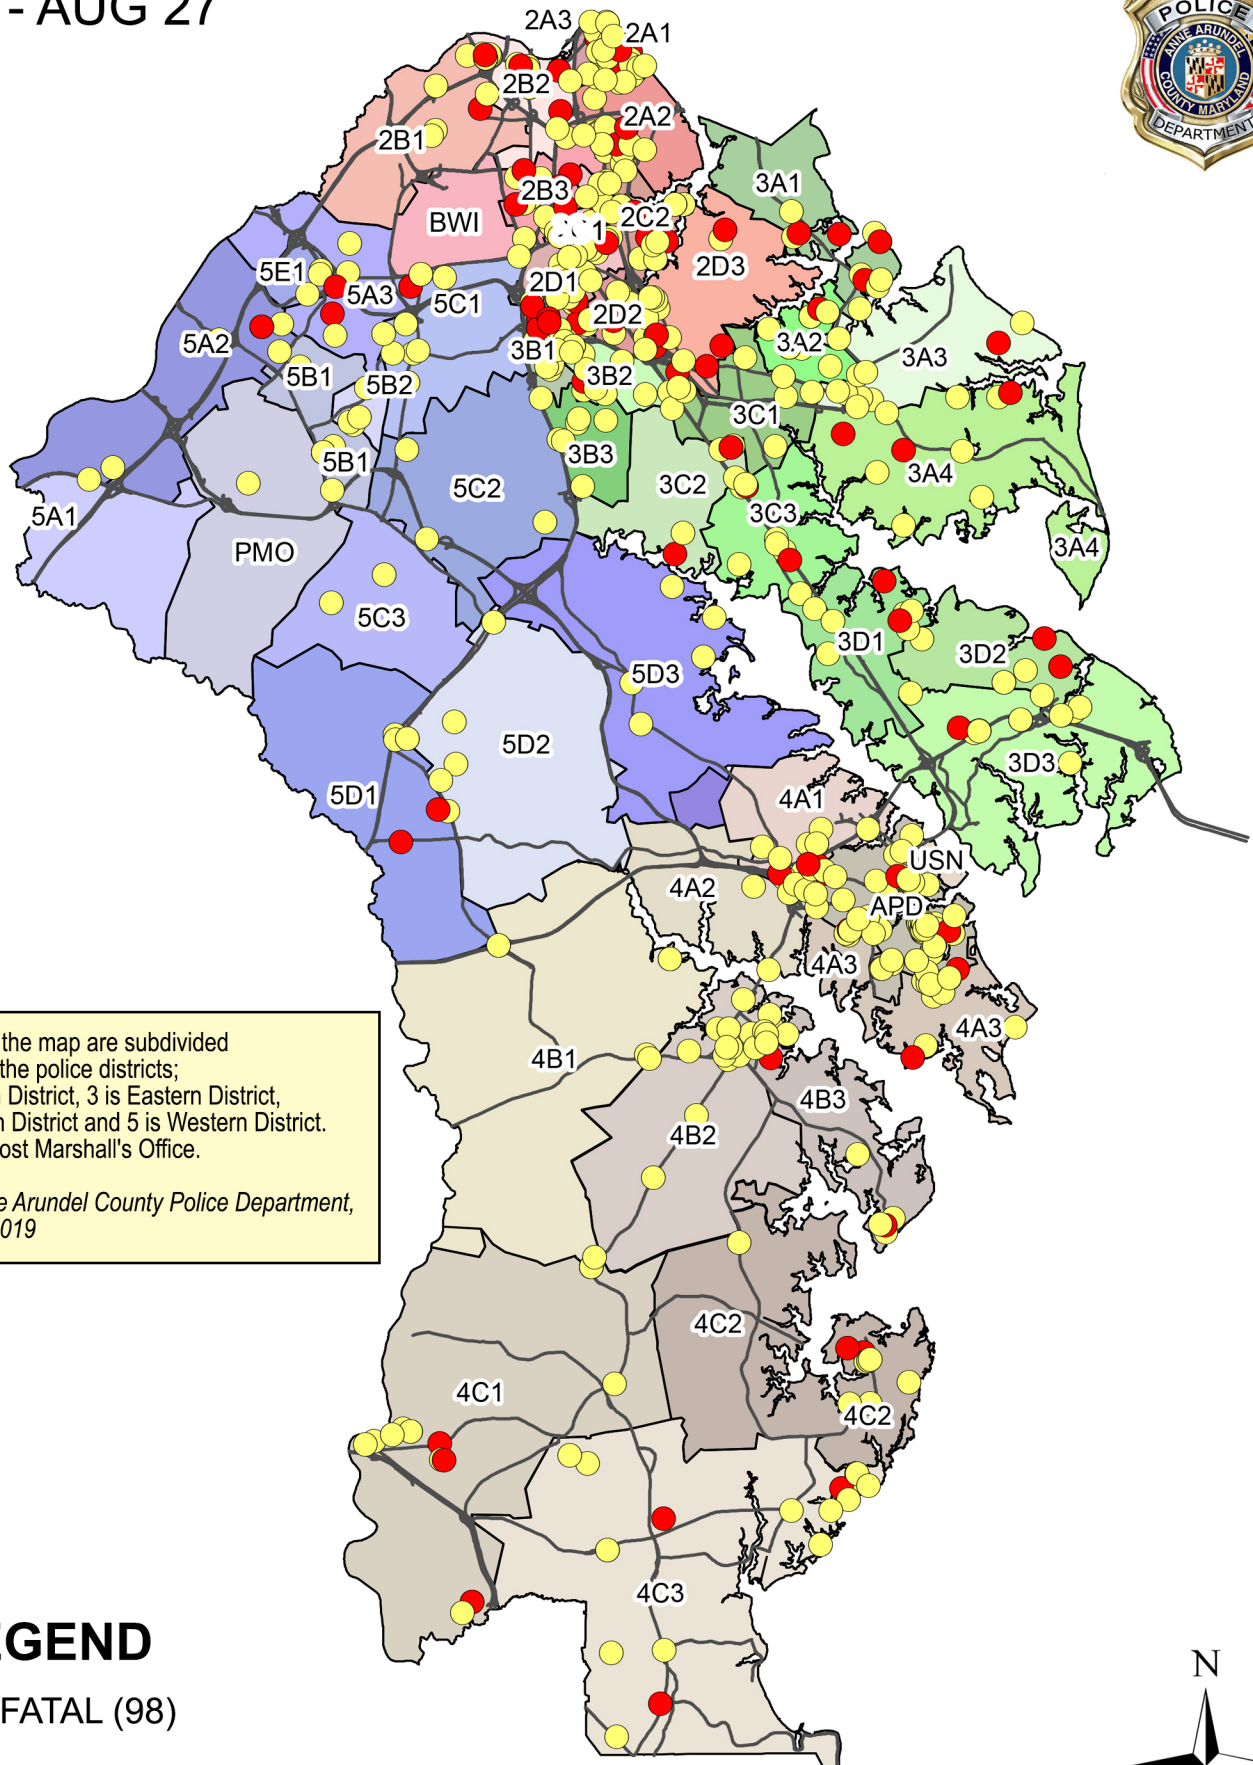 - AUG 27
POLICE
ANNE ARUNDEL
COUNTY MARYLAND
DEPARTMENT
2A3
2A1
2B2
2A2
2B1
3A1
2B3
BWI
2C2
2C1
2D3
5E1
2D1
5A3
5C1
2D2
5A2
3A2
3B1
3A3
5B1
3B2
5B2
3C1
3B3
5B1
3A4
5C2
3C2
5A1
3C3
PMO
3A4
5C3
3D1
3D2
5D3
5D2
3D3
5D1
4A1
USN
4A2
APD
4A3
4A3
the map are subdivided
the police districts;
District, 3 is Eastern District,
District and 5 is Western District.
ost Marshall's Office.
e Arundel County Police Department,
019
4B1
4B3
4B2
4C2
4C1
4C2
4C3
EGEND
FATAL (98)
N